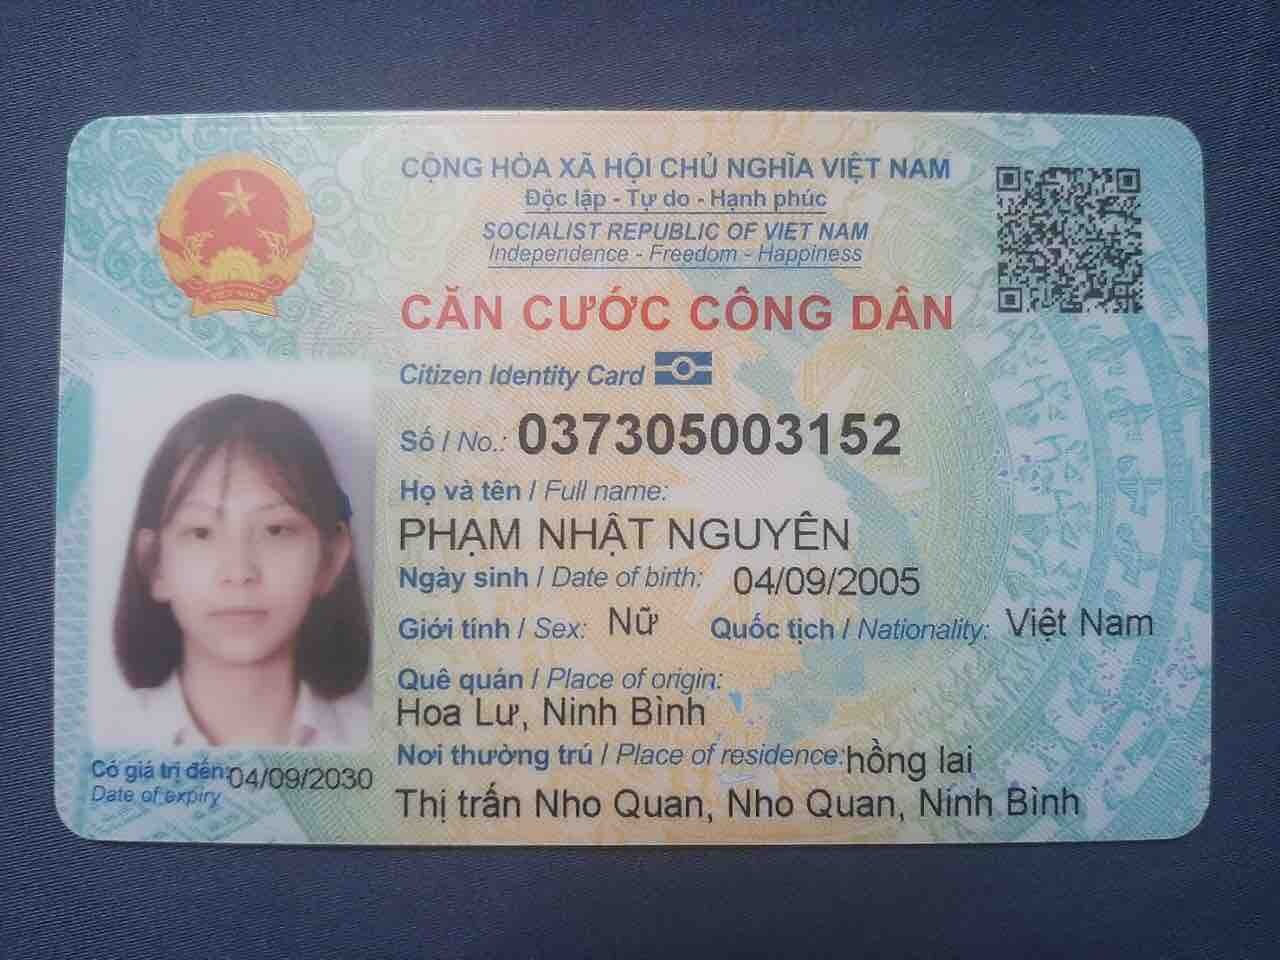 CỘNG HÒA XÃ HỘI CHỦ NGHĨA VIỆT NAM
Độc lập - Tự do - Hạnh phúc
SOCIALIST REPUBLIC OF VIET NAM
Independence - Freedom - Happiness
CĂN CƯỚC CÔNG DÂN
Citizen Identity Card
Số / No.: 037305003152
Họ và tên / Full name:
PHẠM NHẬT NGUYÊN
Ngày sinh / Date of birth: 04/09/2005
Giới tính / Sex: Nữ Quốc tịch / Nationality: Việt Nam
Quê quán / Place of origin:
Hoa Lư, Ninh Bình
Nơi thường trú / Place of residence: hồng lai
Thị trấn Nho Quan, Nho Quan, Ninh Bình
Có giá trị đến: 04/09/2030
Date of expiry